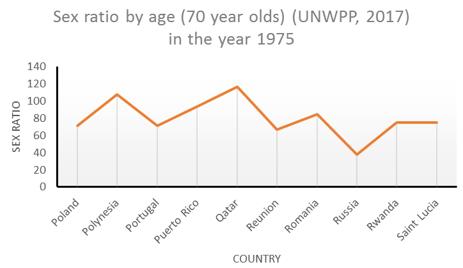 Sex ratio by age (70 year olds) (UNWPP, 2017)
in the year 1975
140
120
100
80
60
40
20
0
SEX RATIO
Poland
Polynesia
Portugal
Puerto Rico
Qatar
Reunion
Romania
Russia
Rwanda
Saint Lucia
COUNTRY